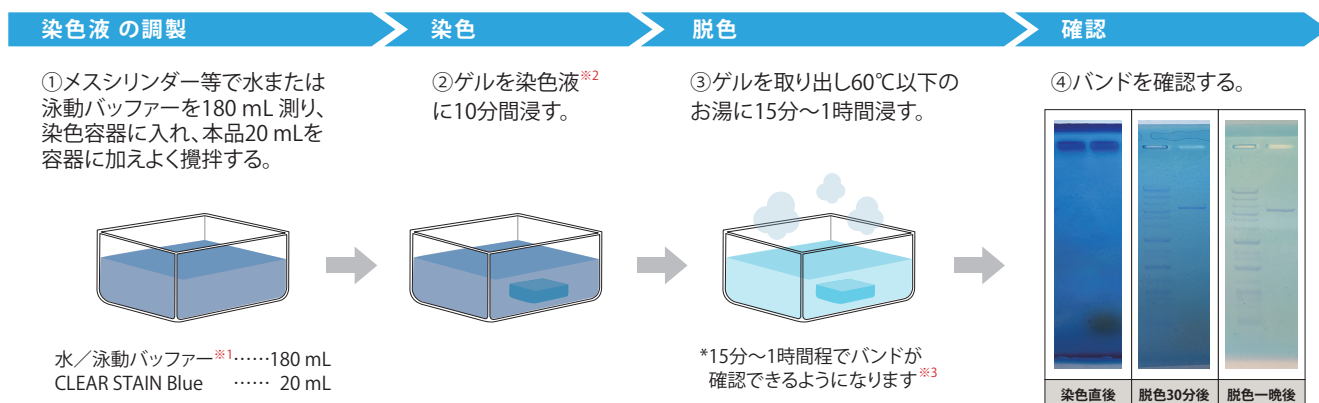 染色液 の調製
染色
脱色
確認
①メスシリンダー等で水または
泳動バッファーを180 mL 測り、
染色容器に入れ、本品20 mLを
容器に加えよく攪拌する。
水／泳動バッファー※1……180 mL
CLEAR STAIN Blue …… 20 mL
②ゲルを染色液※2
に10分間浸す。
③ゲルを取り出し60℃以下の
お湯に15分〜1時間浸す。
*15分〜1時間程でバンドが
確認できるようになります※3
④バンドを確認する。
染色直後
脱色30分後
脱色一晩後